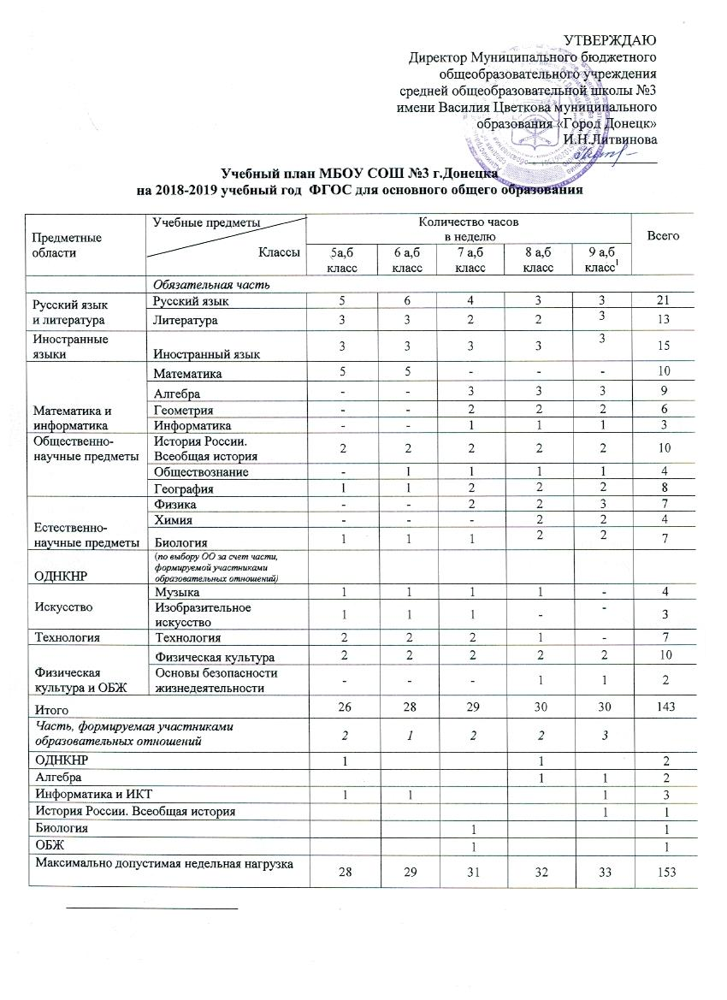 УТВЕРЖДАЮ
Директор Муниципального бюджетного
общеобразовательного учреждения
средней общеобразовательной школы №3
имени Василия Цветкова муниципального
образования «Город Донецк»
И.Н.Литвинова
Учебный план МБОУ СОШ №3 г.Донецка
на 2018-2019 учебный год ФГОС для основного общего образования
Предметные области Учебные предметы Классы Количество часов в неделю Всего
5а,б класс 6 а,б класс 7 а,б класс 8 а,б класс 9 а,б класс1
Обязательная часть
Русский язык и литература Русский язык 5 6 4 3 3 21
Литература 3 3 2 2 3 13
Иностранные языки Иностранный язык 3 3 3 3 3 15
Математика и информатика Математика 5 5 - - - 10
Алгебра - - 3 3 3 9
Геометрия - - 2 2 2 6
Информатика - - 1 1 1 3
Общественно-научные предметы История России. Всеобщая история 2 2 2 2 2 10
Обществознание - 1 1 1 1 4
География 1 1 2 2 2 8
Естественно-научные предметы Физика - - 2 2 3 7
Химия - - - 2 2 4
Биология 1 1 1 2 2 7
ОДНКНР (по выбору ОО за счет части, формируемой участниками образовательных отношений)
Искусство Музыка 1 1 1 1 - 4
Изобразительное искусство 1 1 1 - - 3
Технология Технология 2 2 2 1 - 7
Физическая культура и ОБЖ Физическая культура 2 2 2 2 2 10
Основы безопасности жизнедеятельности - - - 1 1 2
Итого 26 28 29 30 30 143
Часть, формируемая участниками образовательных отношений 2 1 2 2 3
ОДНКНР 1 1 2
Алгебра 1 1 2
Информатика и ИКТ 1 1 1 3
История России. Всеобщая история 1 1
Биология 1 1
ОБЖ 1 1
Максимально допустимая недельная нагрузка 28 29 31 32 33 153